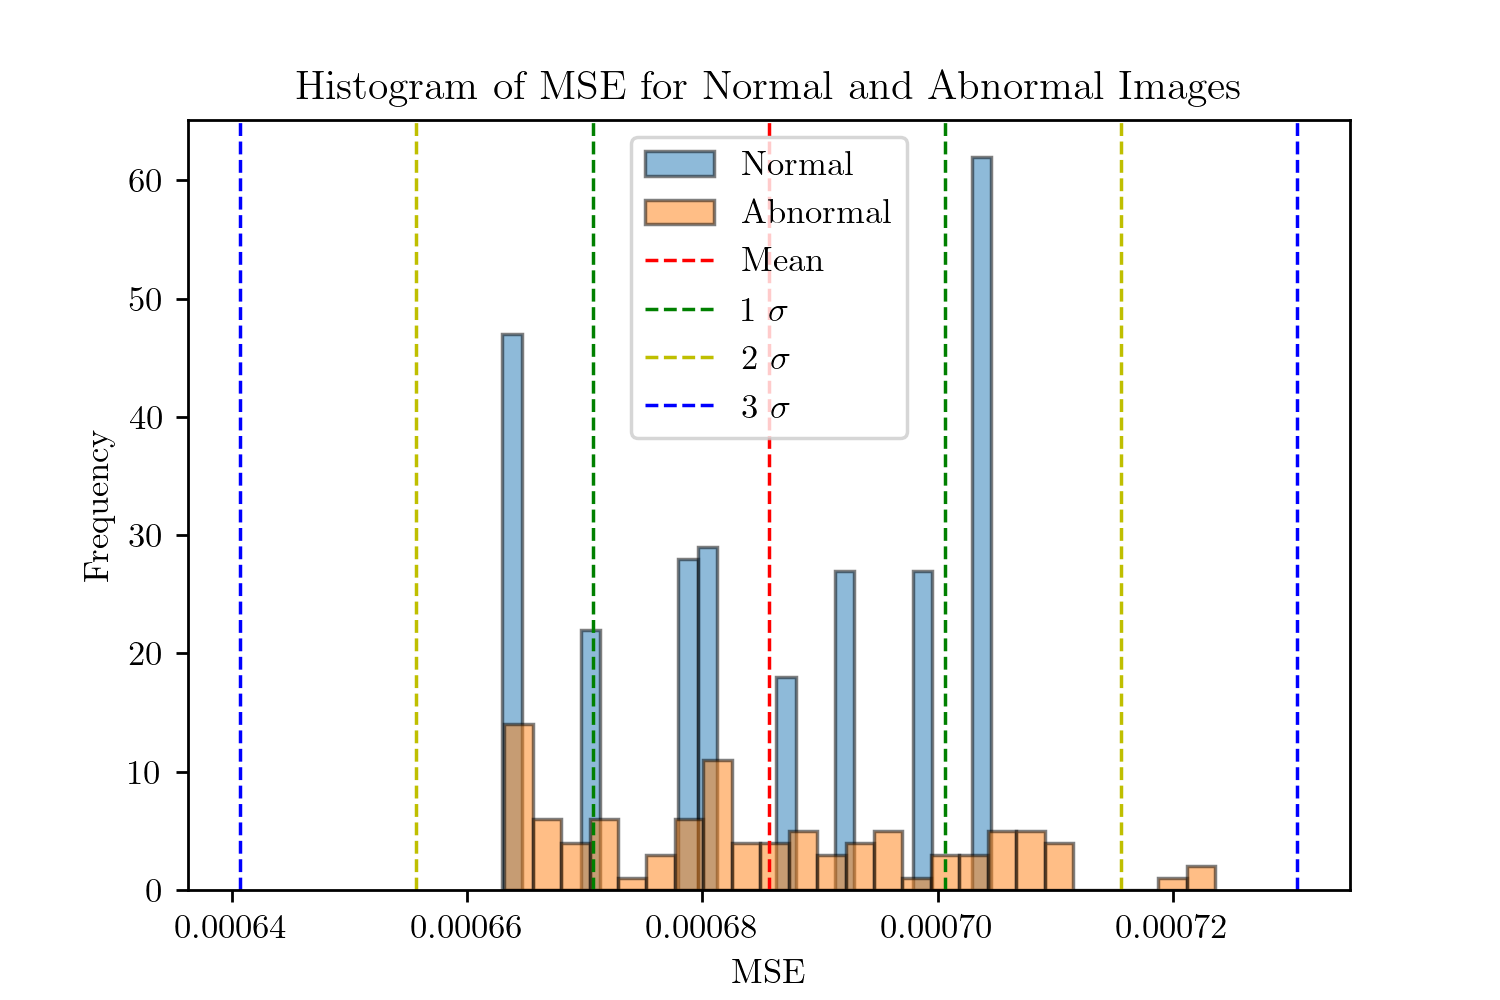 Histogram of MSE for Normal and Abnormal Images
Normal
Abnormal
Mean
1 σ
2 σ
3 σ
Frequency
60
50
40
30
20
10
0
0.00064 0.00066 0.00068 0.00070 0.00072
MSE